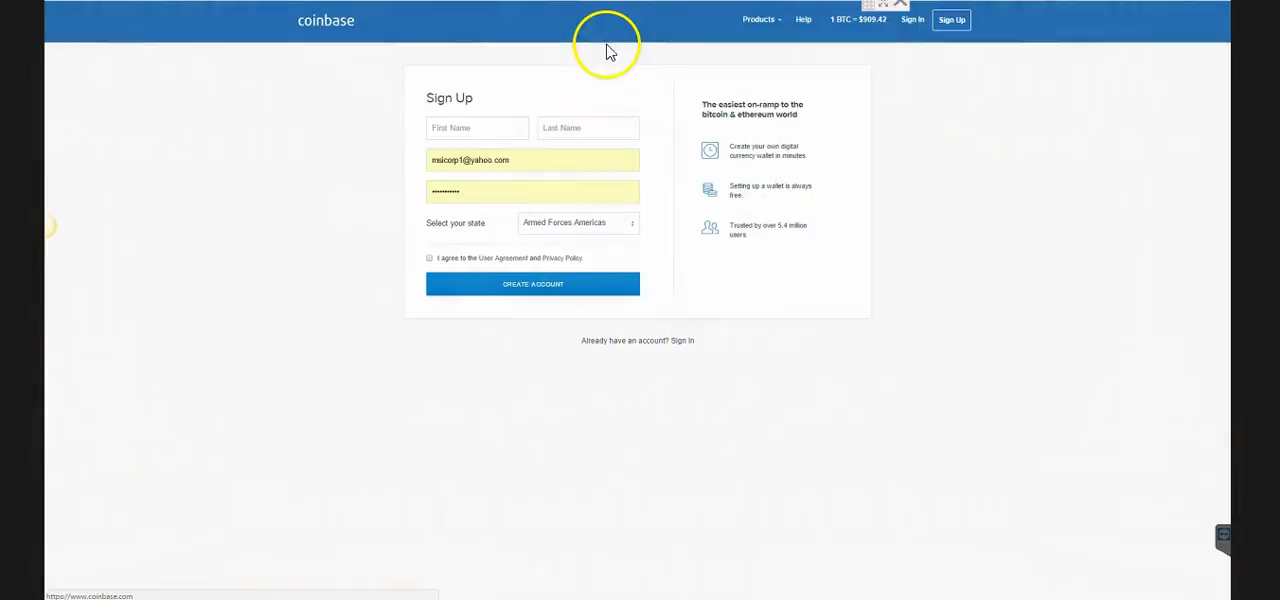 coinbase
Products
Help
1 BTC = $909.42
Sign In
Sign Up
Sign Up
First Name
Last Name
msicorp1@yahoo.com
•••••••••••
Select your state
Armed Forces Americas
I agree to the User Agreement and Privacy Policy
CREATE ACCOUNT
The easiest on-ramp to the
bitcoin & ethereum world
Create your own digital
currency wallet in minutes.
Setting up a wallet is always
free.
Trusted by over 5.4 million
users.
Already have an account? Sign In
https://www.coinbase.com